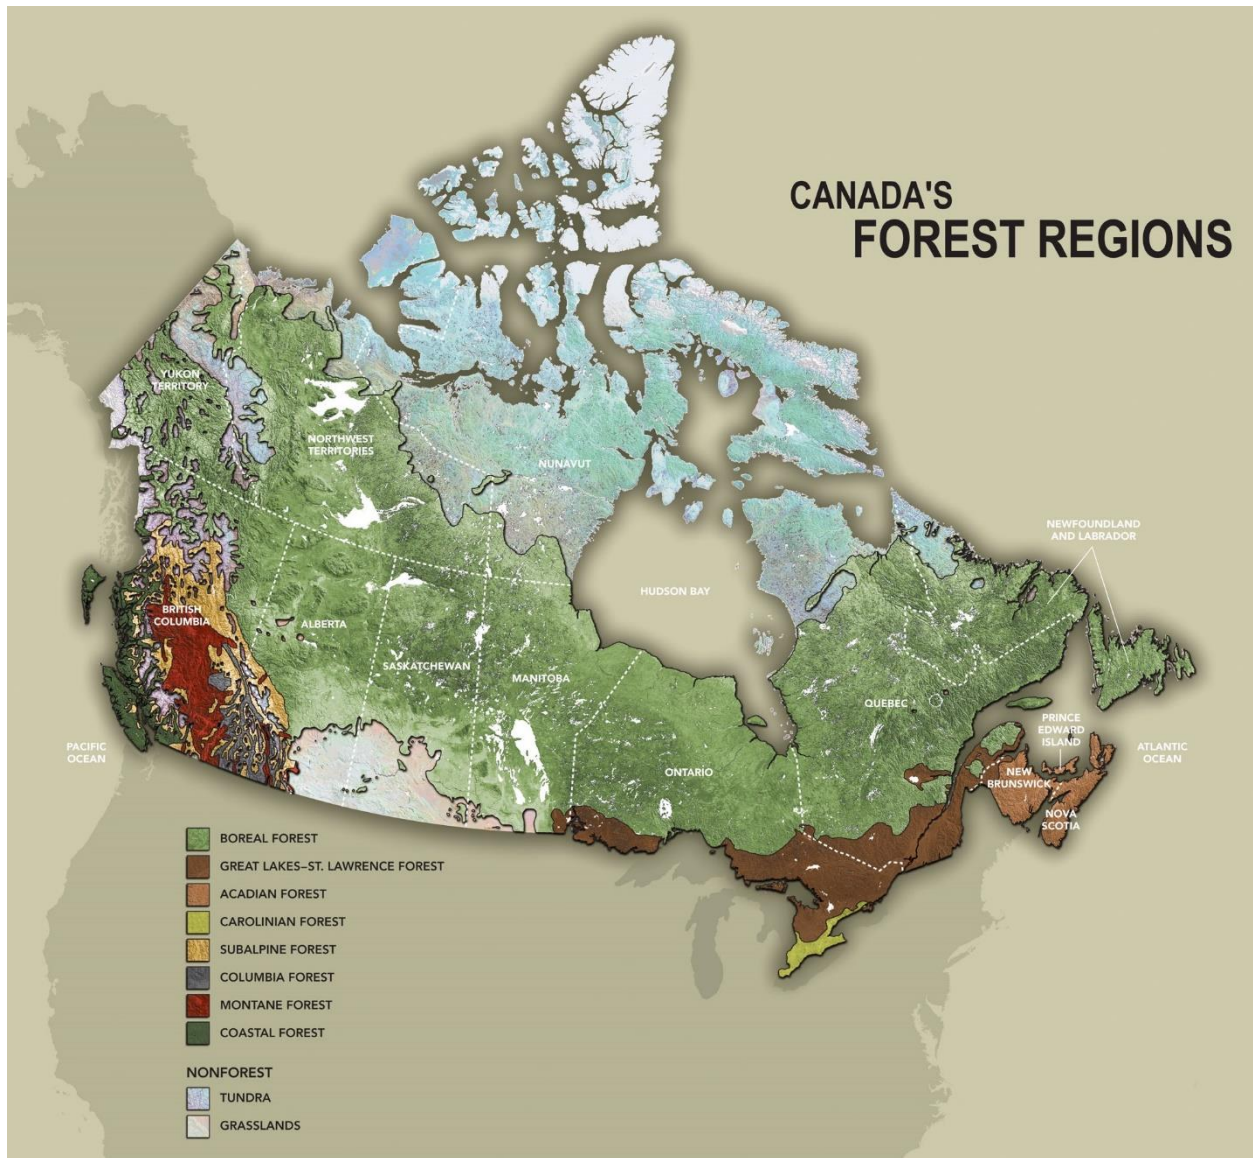 CANADA'S
FOREST REGIONS
YUKON
TERRITORY
NORTHWEST
TERRITORIES
NUNAVUT
NEWFOUNDLAND
AND LABRADOR
HUDSON BAY
BRITISH
COLUMBIA
ALBERTA
SASKATCHEWAN
MANITOBA
QUEBEC
PRINCE
EDWARD
ISLAND
PACIFIC
OCEAN
ATLANTIC
OCEAN
ONTARIO
NEW
BRUNSWICK
NOVA
SCOTIA
BOREAL FOREST
GREAT LAKES–ST. LAWRENCE FOREST
ACADIAN FOREST
CAROLINIAN FOREST
SUBALPINE FOREST
COLUMBIA FOREST
MONTANE FOREST
COASTAL FOREST
NONFOREST
TUNDRA
GRASSLANDS